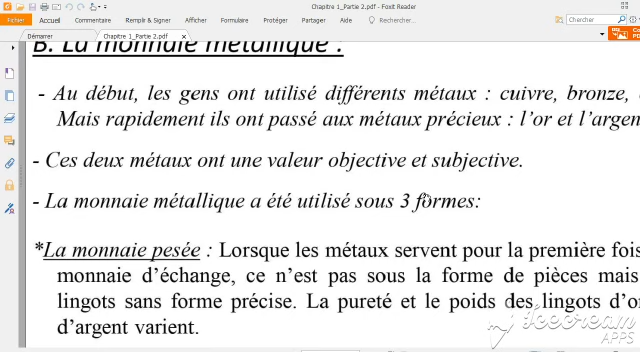 Chapitre 1_Partie 2.pdf - Foxit Reader
Fichier Accueil Commentaire Remplir & Signer Afficher Formulaire Protéger Partager Aide Rechercher... Chercher
Démarrer Chapitre 1_Partie 2.pdf ×
B. La monnaie métallique :
- Au début, les gens ont utilisé différents métaux : cuivre, bronze,
Mais rapidement ils ont passé aux métaux précieux : l'or et l'argen
- Ces deux métaux ont une valeur objective et subjective.
- La monnaie métallique a été utilisé sous 3 formes:
*La monnaie pesée : Lorsque les métaux servent pour la première fois
monnaie d'échange, ce n'est pas sous la forme de pièces mais
lingots sans forme précise. La pureté et le poids des lingots d'o
d'argent varient.
Icecream
APPS